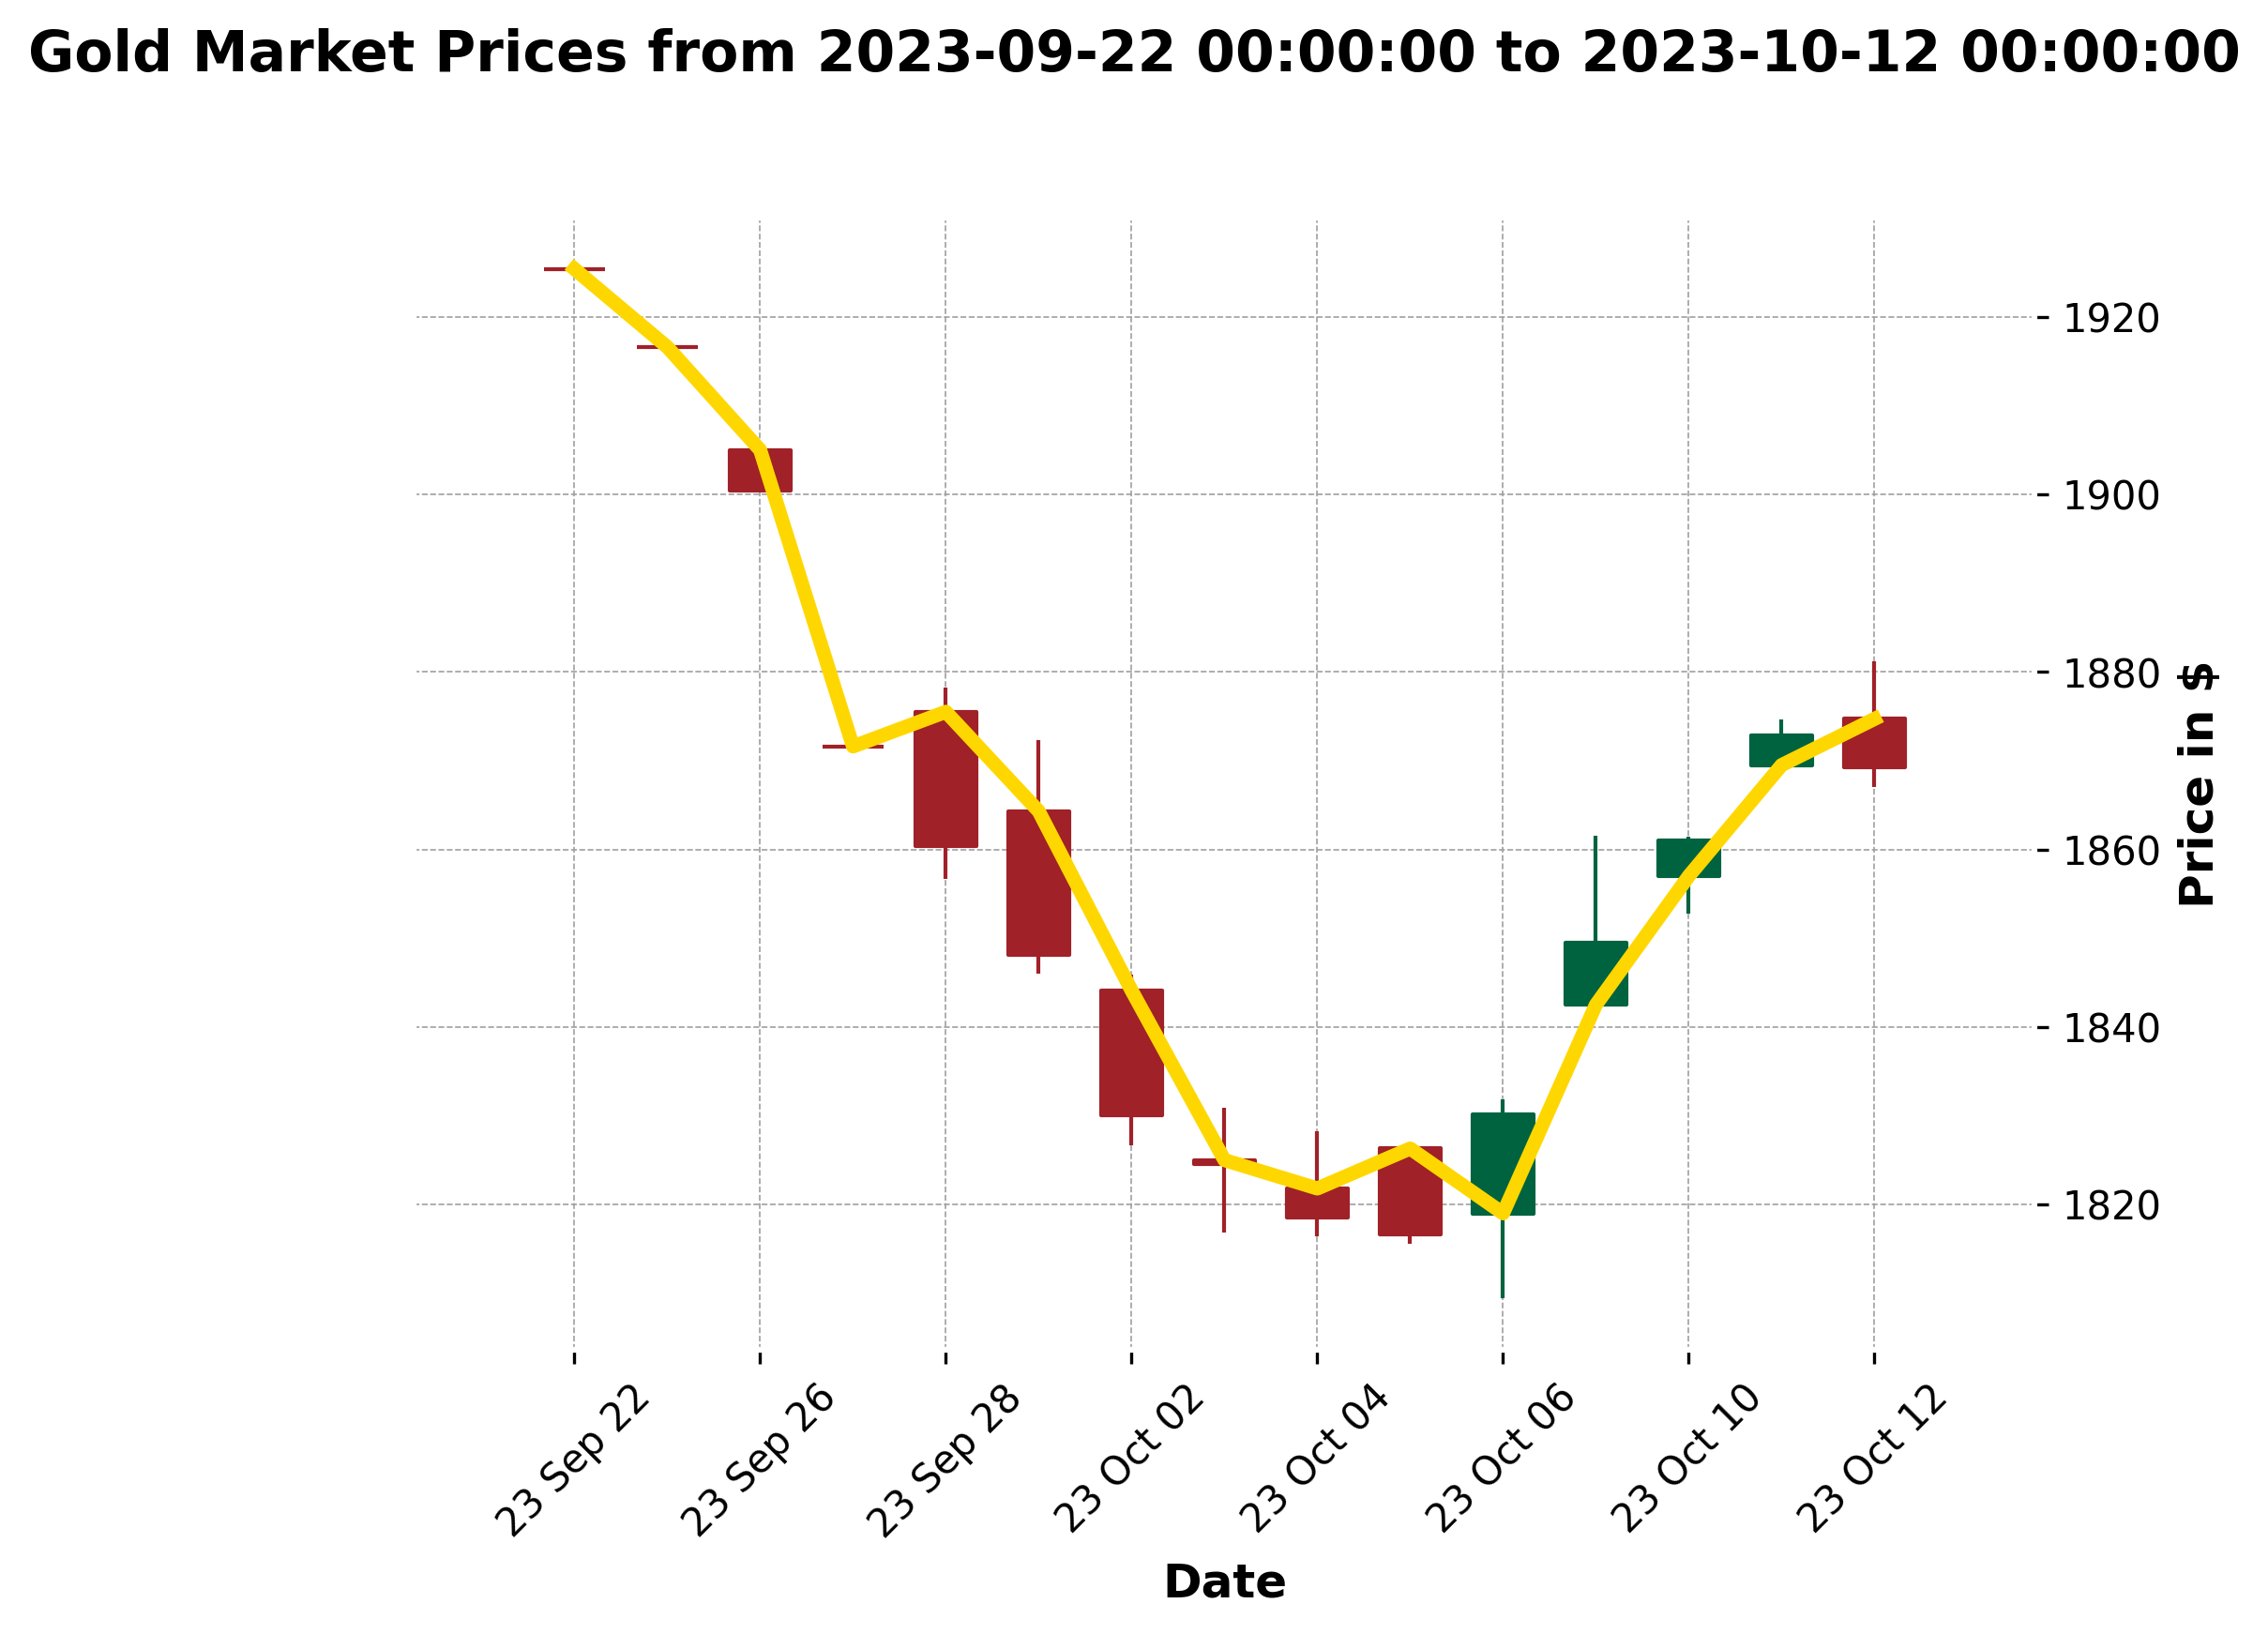 Gold Market Prices from 2023-09-22 00:00:00 to 2023-10-12 00:00:00
1920
1900
1880
1860
1840
1820
Price in $
23 Sep 22
23 Sep 26
23 Sep 28
23 Oct 02
23 Oct 04
23 Oct 06
23 Oct 10
23 Oct 12
Date